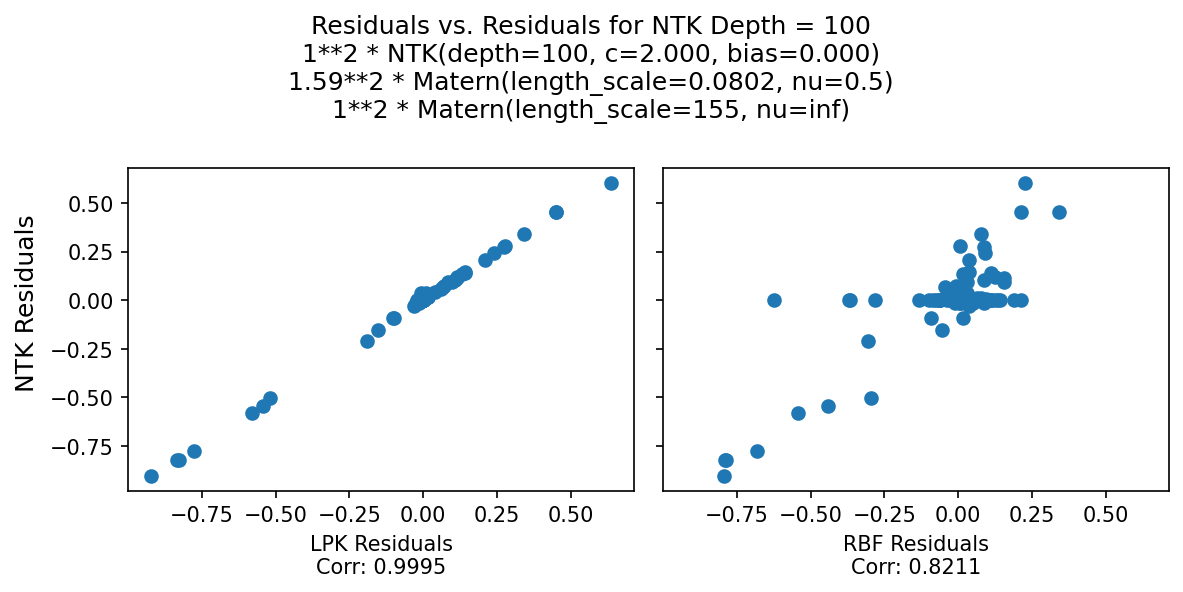 Residuals vs. Residuals for NTK Depth = 100
1**2 * NTK(depth=100, c=2.000, bias=0.000)
1.59**2 * Matern(length_scale=0.0802, nu=0.5)
1**2 * Matern(length_scale=155, nu=inf)
NTK Residuals
0.50
0.25
0.00
−0.25
−0.50
−0.75
−0.75 −0.50 −0.25 0.00 0.25 0.50
LPK Residuals
Corr: 0.9995
−0.75 −0.50 −0.25 0.00 0.25 0.50
RBF Residuals
Corr: 0.8211